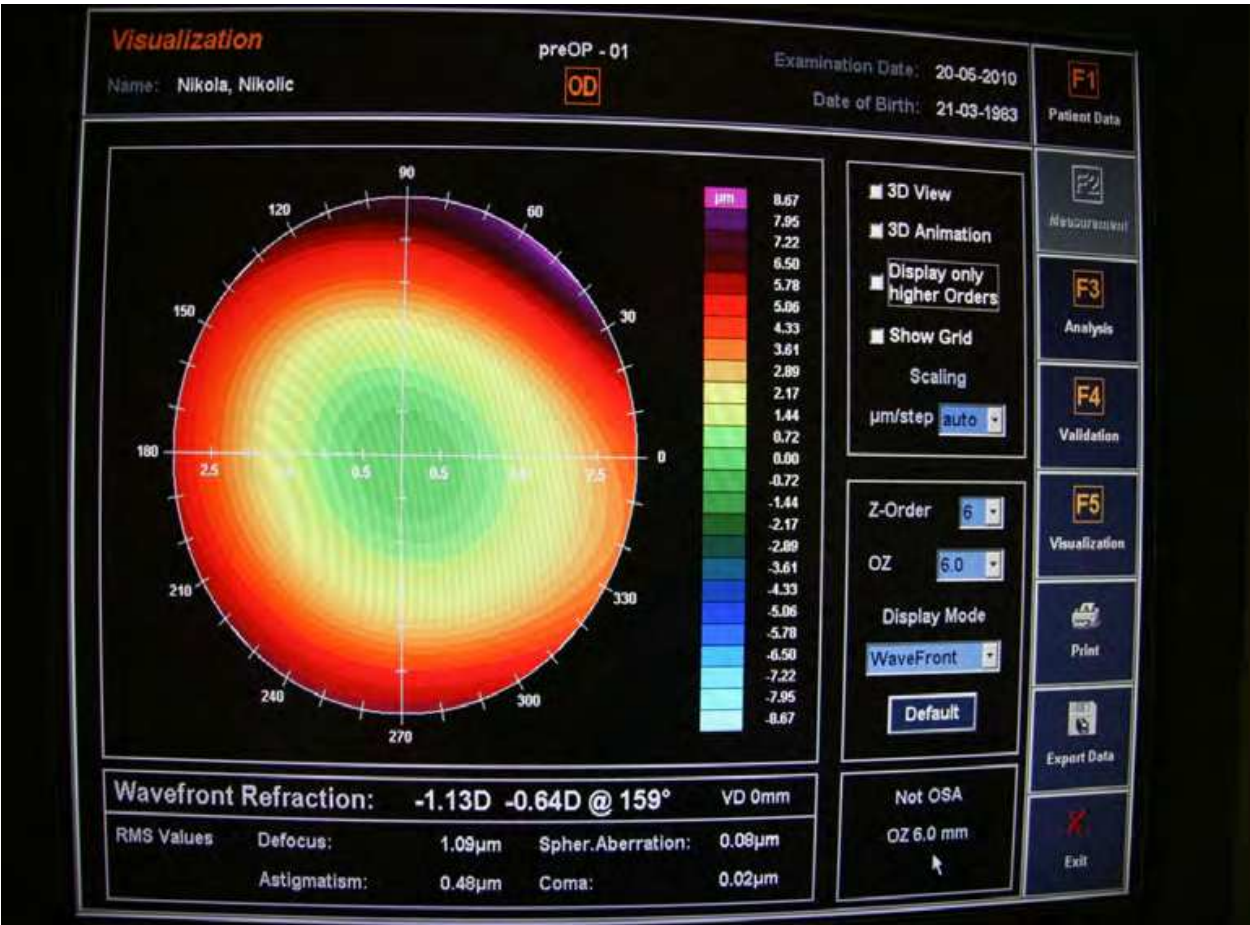 Visualization
preOP - 01
Examination Date: 20-05-2010
Name: Nikola, Nikolic
OD
Date of Birth: 21-03-1983
F1
Patient Data
F2
Measurement
F3
Analysis
F4
Validation
F5
Visualization
Print
Export Data
Exit
90
120
60
150
30
180
0
2.5
0.5
0.5
2.5
210
330
240
300
270
µm
8.67
7.95
7.22
6.50
5.78
5.06
4.33
3.61
2.89
2.17
1.44
0.72
0.00
-0.72
-1.44
-2.17
-2.89
-3.61
-4.33
-5.06
-5.78
-6.50
-7.22
-7.95
-8.67
3D View
3D Animation
Display only
higher Orders
Show Grid
Scaling
µm/step auto
Z-Order 6
OZ 6.0
Display Mode
WaveFront
Default
Wavefront Refraction: -1.13D -0.64D @ 159° VD 0mm
RMS Values Defocus: 1.09µm Spher.Aberration: 0.08µm
Astigmatism: 0.48µm Coma: 0.02µm
Not OSA
OZ 6.0 mm